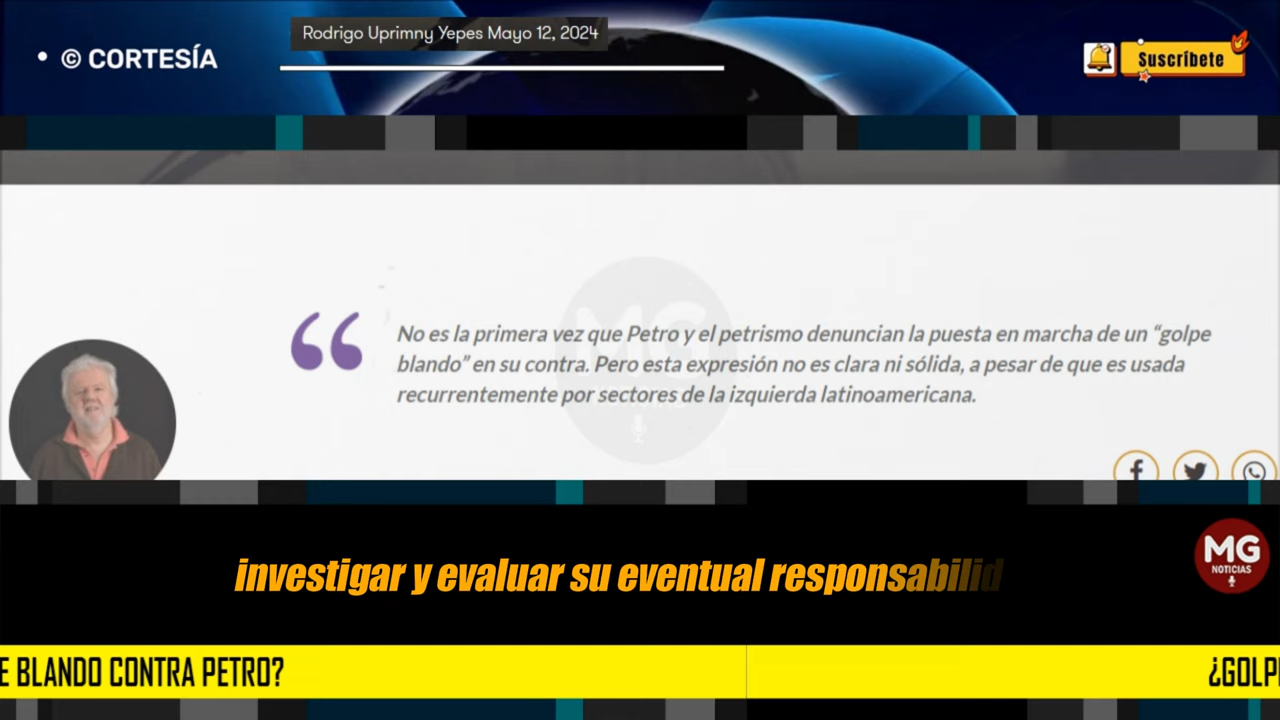 Rodrigo Uprimny Yepes Mayo 12, 2024
• © CORTESÍA
Suscríbete
“No es la primera vez que Petro y el petrismo denuncian la puesta en marcha de un “golpe
blando” en su contra. Pero esta expresión no es clara ni sólida, a pesar de que es usada
recurrentemente por sectores de la izquierda latinoamericana.
investigar y evaluar su eventual responsabilid
MG
NOTICIAS
E BLANDO CONTRA PETRO?
¿GOLP